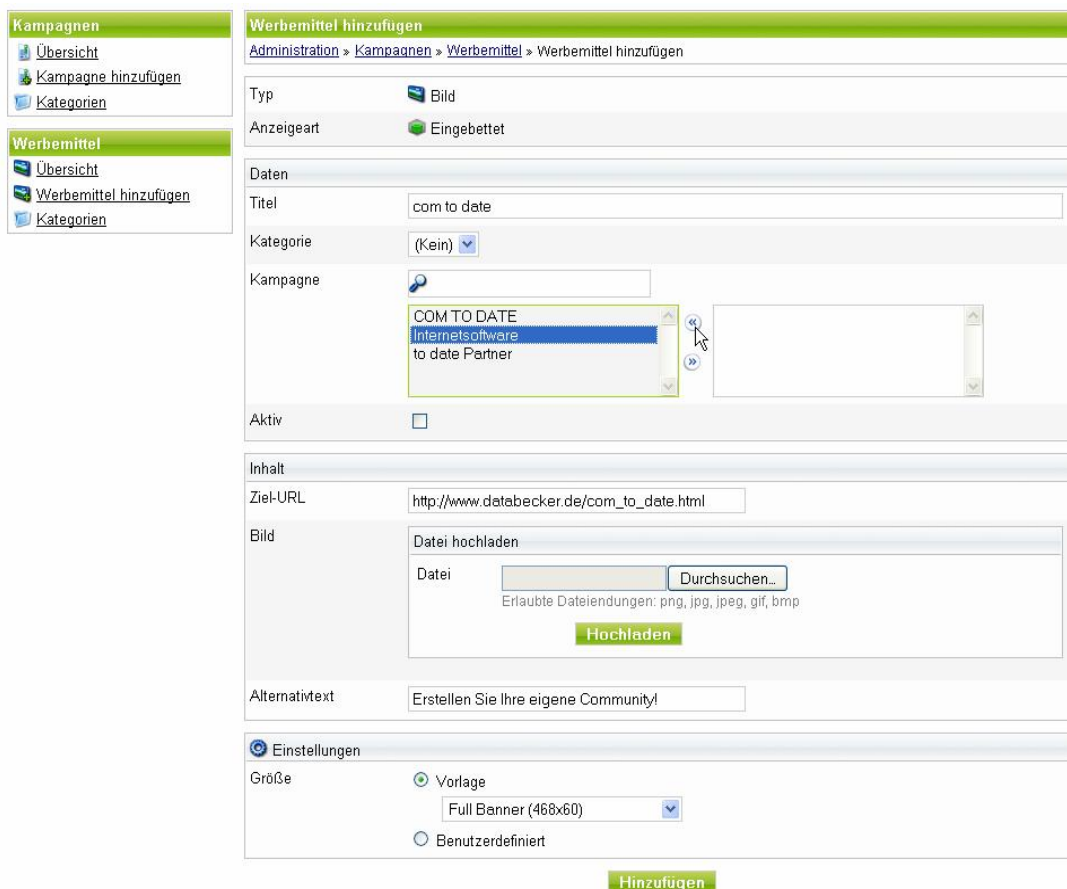 Kampagnen
Übersicht
Kampagne hinzufügen
Kategorien
Werbemittel
Übersicht
Werbemittel hinzufügen
Kategorien
Werbemittel hinzufügen
Administration » Kampagnen » Werbemittel » Werbemittel hinzufügen
Typ Bild
Anzeigeart Eingebettet
Daten
Titel com to date
Kategorie (Kein)
Kampagne
COM TO DATE
Internetsoftware
to date Partner
Aktiv
Inhalt
Ziel-URL http://www.databecker.de/com_to_date.html
Bild Datei hochladen
Datei Durchsuchen...
Erlaubte Dateiendungen: png, jpg, jpeg, gif, bmp
Hochladen
Alternativtext Erstellen Sie Ihre eigene Community!
Einstellungen
Größe Vorlage
Full Banner (468x60)
Benutzerdefiniert
Hinzufügen